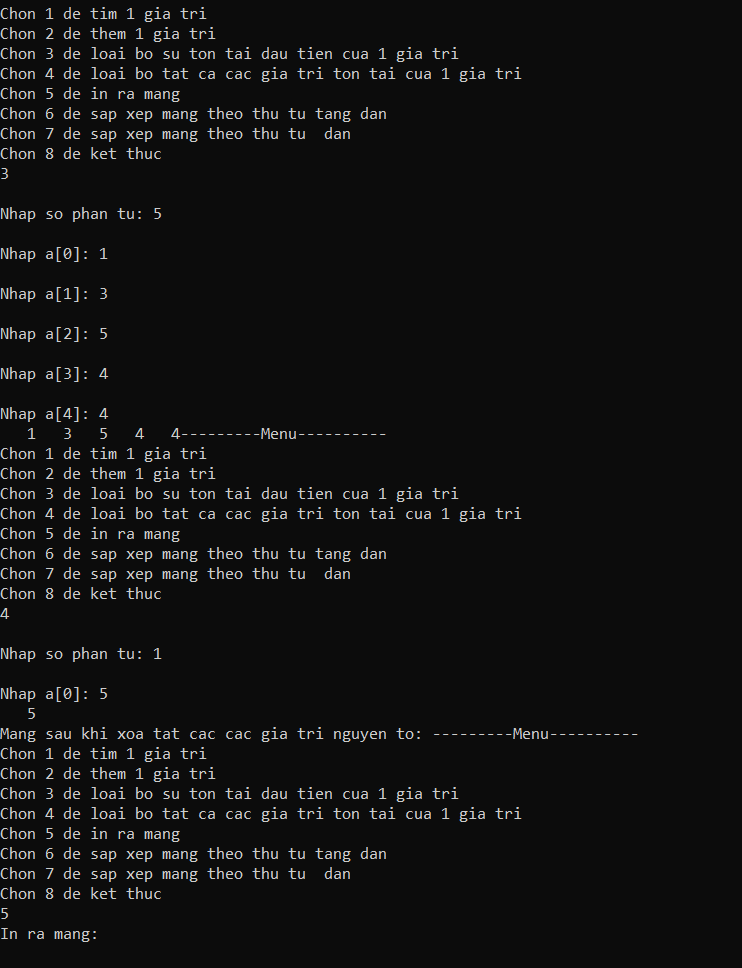 Chon 1 de tim 1 gia tri
Chon 2 de them 1 gia tri
Chon 3 de loai bo su ton tai dau tien cua 1 gia tri
Chon 4 de loai bo tat ca cac gia tri ton tai cua 1 gia tri
Chon 5 de in ra mang
Chon 6 de sap xep mang theo thu tu tang dan
Chon 7 de sap xep mang theo thu tu  dan
Chon 8 de ket thuc
3
Nhap so phan tu: 5
Nhap a[0]: 1
Nhap a[1]: 3
Nhap a[2]: 5
Nhap a[3]: 4
Nhap a[4]: 4
   1   3   5   4   4---------Menu----------
Chon 1 de tim 1 gia tri
Chon 2 de them 1 gia tri
Chon 3 de loai bo su ton tai dau tien cua 1 gia tri
Chon 4 de loai bo tat ca cac gia tri ton tai cua 1 gia tri
Chon 5 de in ra mang
Chon 6 de sap xep mang theo thu tu tang dan
Chon 7 de sap xep mang theo thu tu  dan
Chon 8 de ket thuc
4
Nhap so phan tu: 1
Nhap a[0]: 5
   5
Mang sau khi xoa tat cac cac gia tri nguyen to: ---------Menu----------
Chon 1 de tim 1 gia tri
Chon 2 de them 1 gia tri
Chon 3 de loai bo su ton tai dau tien cua 1 gia tri
Chon 4 de loai bo tat ca cac gia tri ton tai cua 1 gia tri
Chon 5 de in ra mang
Chon 6 de sap xep mang theo thu tu tang dan
Chon 7 de sap xep mang theo thu tu  dan
Chon 8 de ket thuc
5
In ra mang: